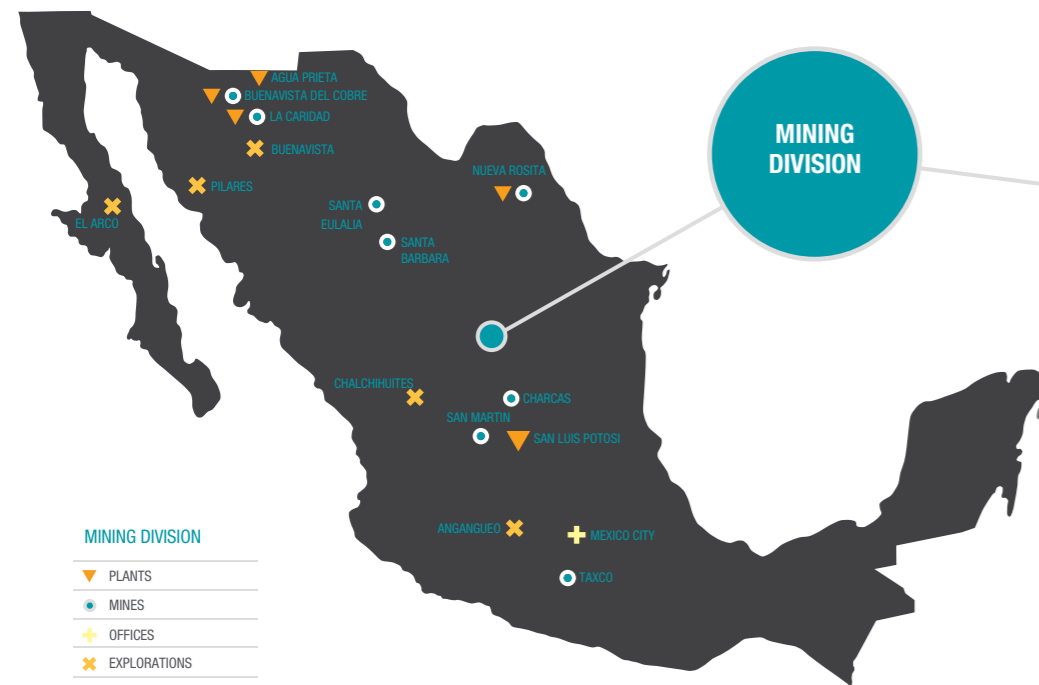 AGUA PRIETA
BUENAVISTA DEL COBRE
LA CARIDAD
BUENAVISTA
PILARES
EL ARCO
NUEVA ROSITA
SANTA
EULALIA
SANTA
BARBARA
MINING
DIVISION
CHALCHIHUITES
CHARCAS
SAN MARTIN
SAN LUIS POTOSI
ANGANGUEO
MEXICO CITY
TAXCO
MINING DIVISION
PLANTS
MINES
OFFICES
EXPLORATIONS